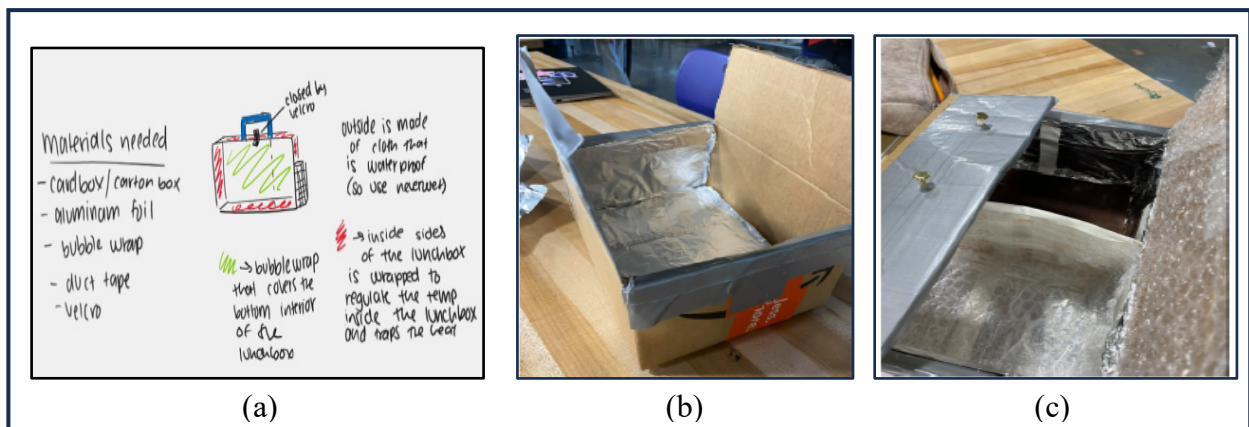 materials needed
- cardbox/carton box
- aluminum foil
- bubble wrap
- duct tape
- velcro
closed by
velcro
outside is made
of cloth that
is waterproof
(so use neverwet)
→ bubble wrap
that covers the
bottom interior
of the
lunchbox
→ inside sides
of the lunchbox
is wrapped to
regulate the temp
inside the lunchbox
and traps the heat
(a)
(b)
(c)